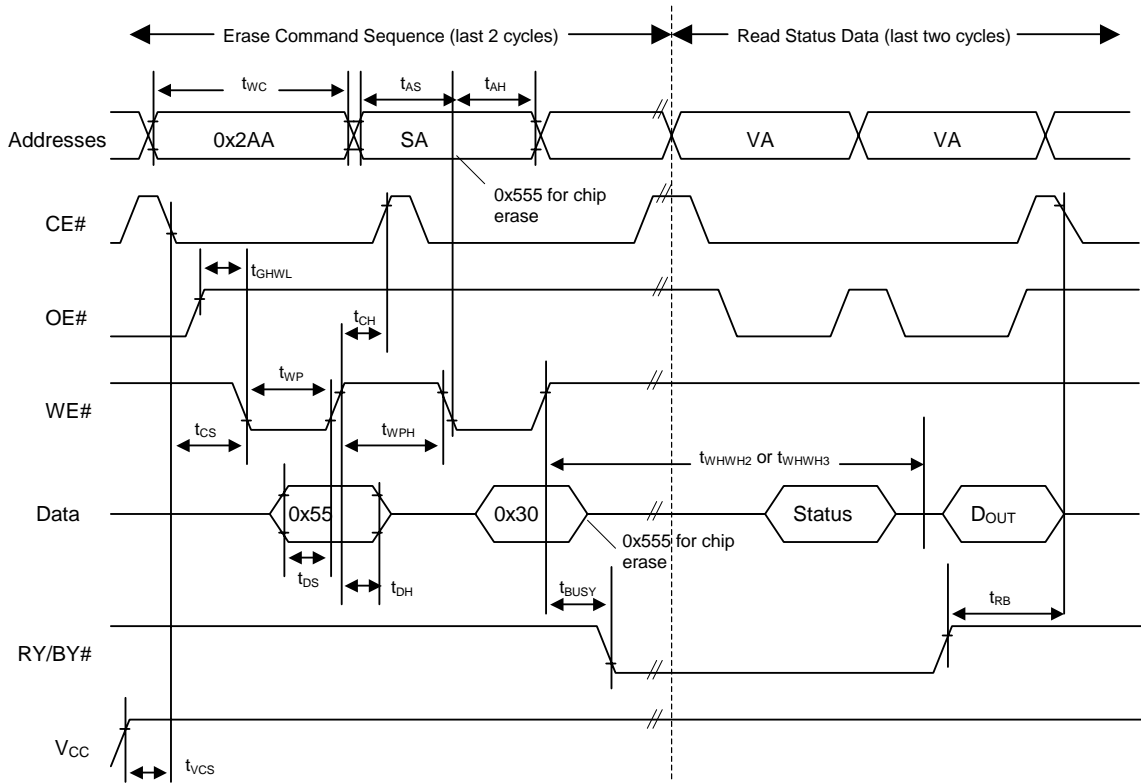 Erase Command Sequence (last 2 cycles)
Read Status Data (last two cycles)
tWC
tAS
tAH
Addresses
0x2AA
SA
VA
VA
0x555 for chip
erase
CE#
tGHWL
OE#
tCH
tWP
WE#
tCS
tWPH
tWHWH2 or tWHWH3
Data
0x55
0x30
Status
DOUT
0x555 for chip
erase
tDS
tDH
tBUSY
tRB
RY/BY#
VCC
tVCS